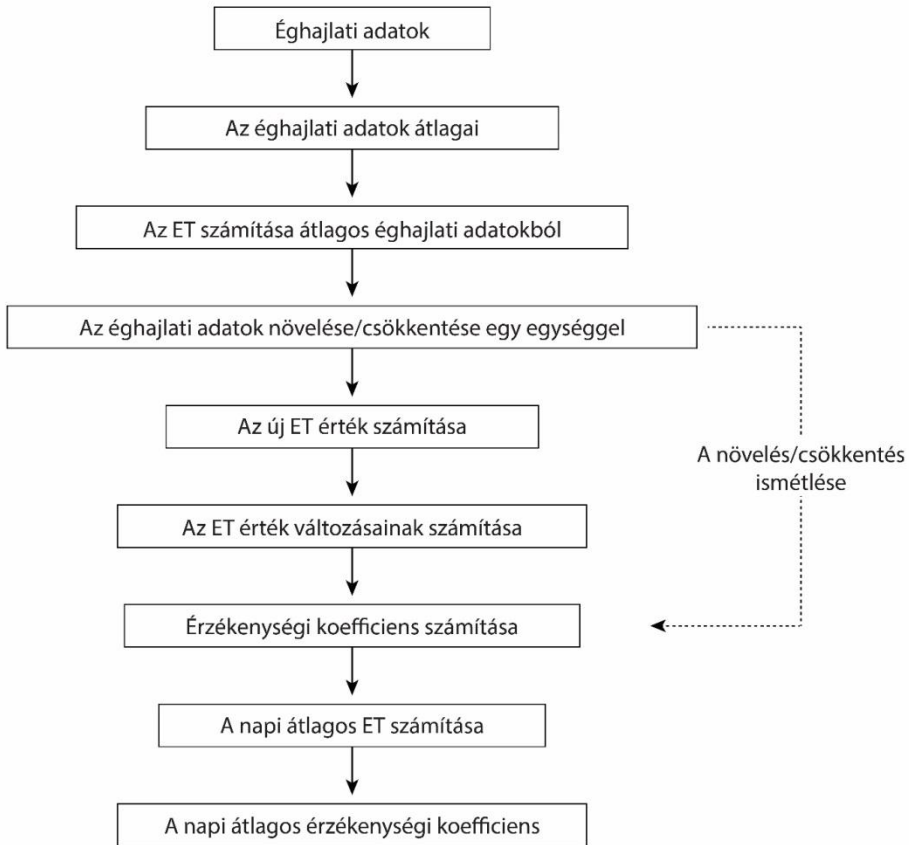 Éghajlati adatok
Az éghajlati adatok átlagai
Az ET számítása átlagos éghajlati adatokból
Az éghajlati adatok növelése/csökkentése egy egységgel
Az új ET érték számítása
A növelés/csökkentés
ismétlése
Az ET érték változásainak számítása
Érzékenységi koefficiens számítása
A napi átlagos ET számítása
A napi átlagos érzékenységi koefficiens